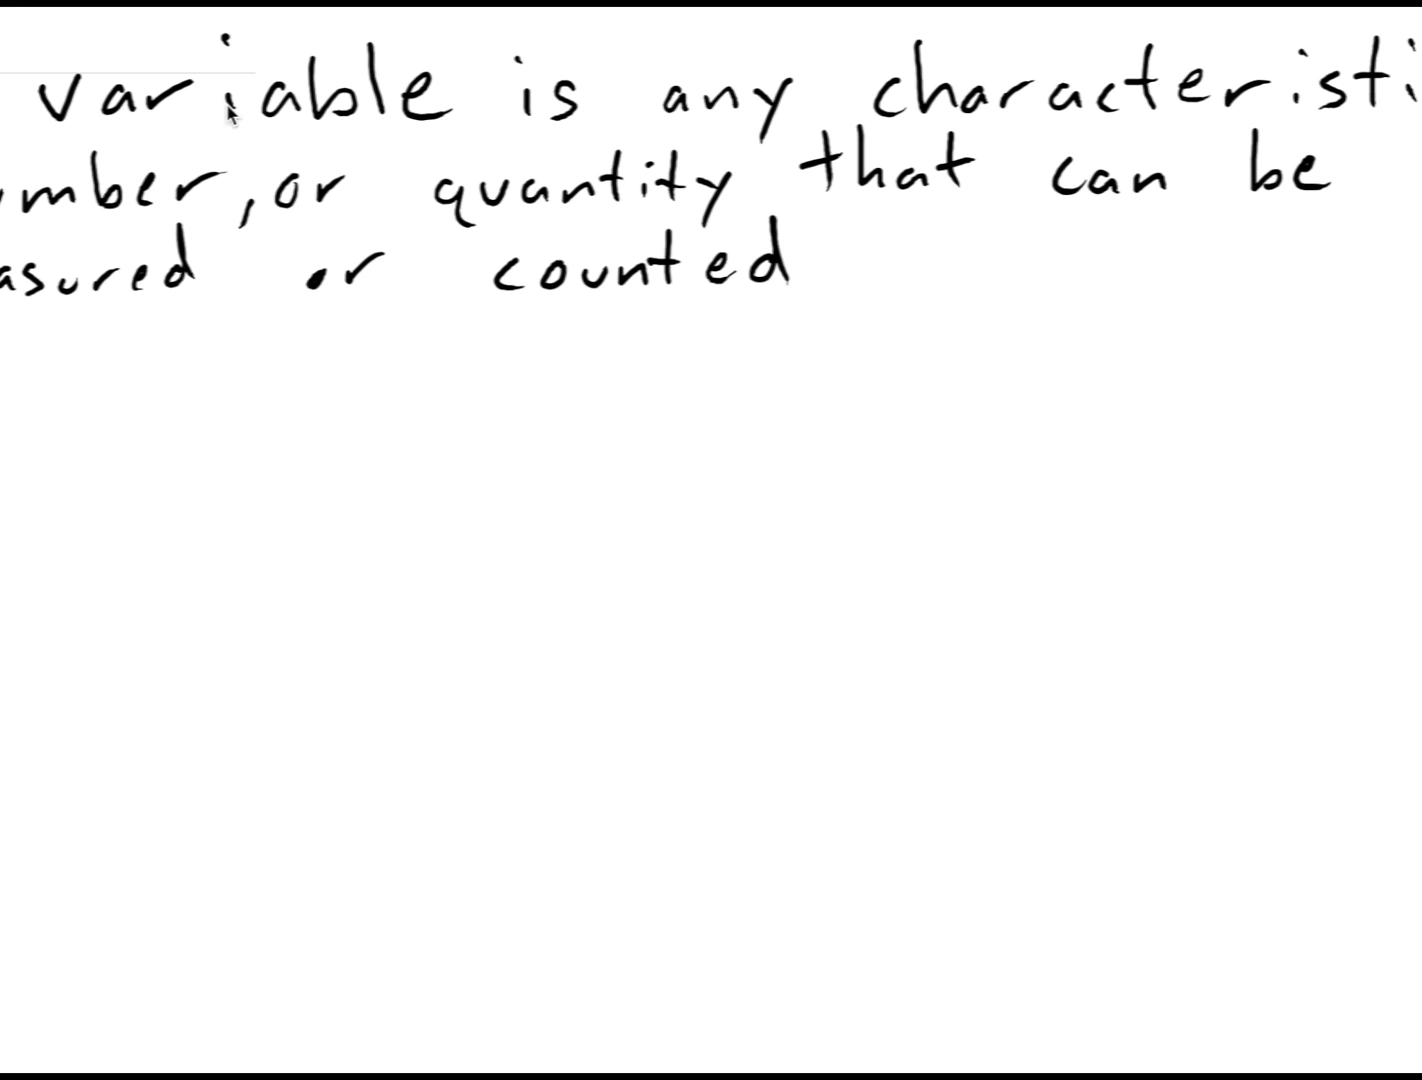 variable is any characteristi
mber, or quantity that can be
asured or counted